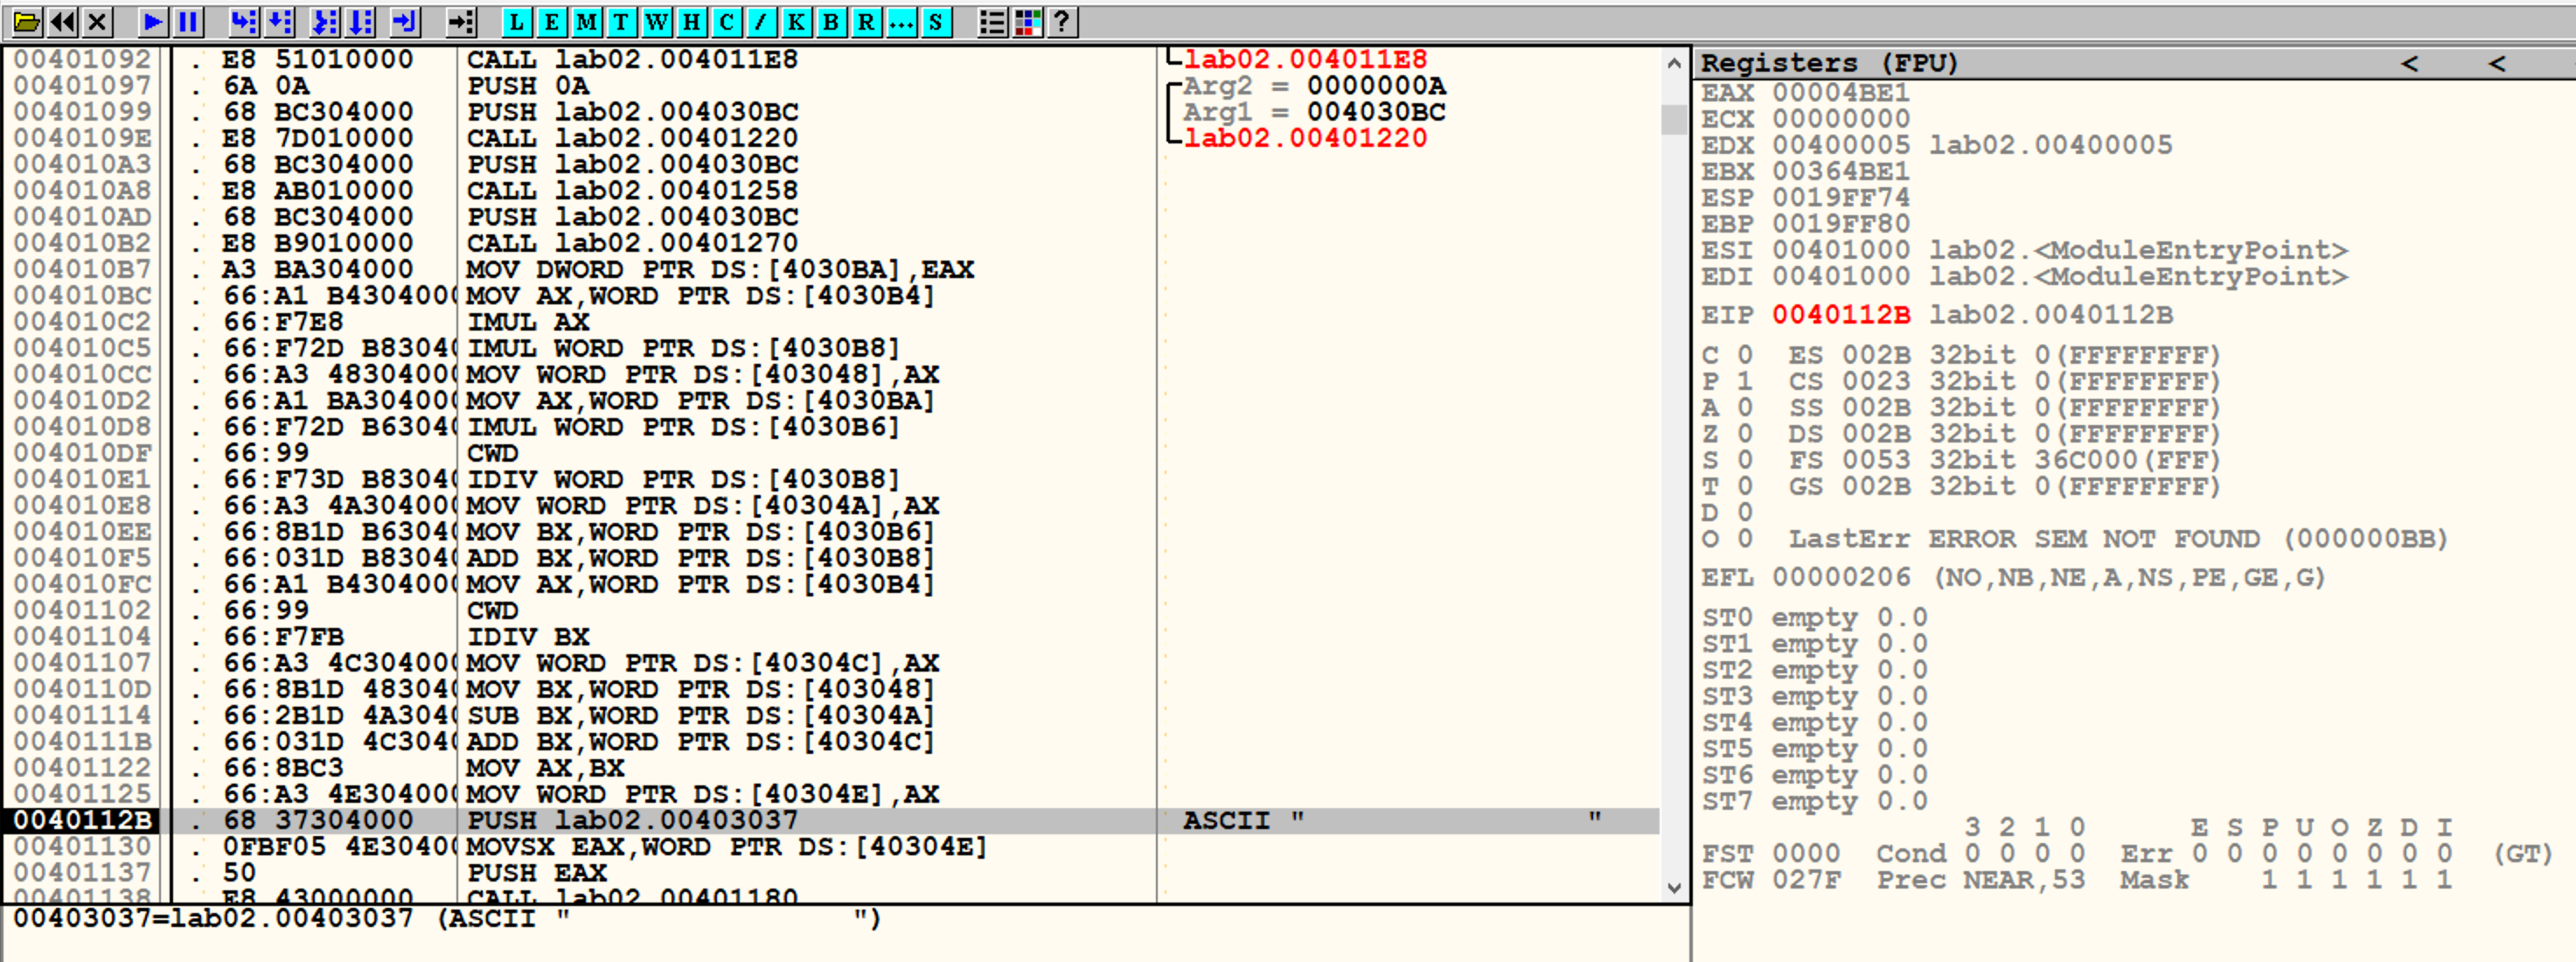 L E M T W H C / K B R ... S ?
00401092 . E8 51010000 CALL lab02.004011E8 lab02.004011E8
00401097 . 6A 0A PUSH 0A Arg2 = 0000000A
00401099 . 68 BC304000 PUSH lab02.004030BC Arg1 = 004030BC
0040109E . E8 7D010000 CALL lab02.00401220 lab02.00401220
004010A3 . 68 BC304000 PUSH lab02.004030BC
004010A8 . E8 AB010000 CALL lab02.00401258
004010AD . 68 BC304000 PUSH lab02.004030BC
004010B2 . E8 B9010000 CALL lab02.00401270
004010B7 . A3 BA304000 MOV DWORD PTR DS:[4030BA],EAX
004010BC . 66:A1 B4304000 MOV AX,WORD PTR DS:[4030B4]
004010C2 . 66:F7E8 IMUL AX
004010C5 . 66:F72D B83040 IMUL WORD PTR DS:[4030B8]
004010CC . 66:A3 48304000 MOV WORD PTR DS:[403048],AX
004010D2 . 66:A1 BA304000 MOV AX,WORD PTR DS:[4030BA]
004010D8 . 66:F72D B63040 IMUL WORD PTR DS:[4030B6]
004010DF . 66:99 CWD
004010E1 . 66:F73D B83040 IDIV WORD PTR DS:[4030B8]
004010E8 . 66:A3 4A304000 MOV WORD PTR DS:[40304A],AX
004010EE . 66:8B1D B63040 MOV BX,WORD PTR DS:[4030B6]
004010F5 . 66:031D B83040 ADD BX,WORD PTR DS:[4030B8]
004010FC . 66:A1 B4304000 MOV AX,WORD PTR DS:[4030B4]
00401102 . 66:99 CWD
00401104 . 66:F7FB IDIV BX
00401107 . 66:A3 4C304000 MOV WORD PTR DS:[40304C],AX
0040110D . 66:8B1D 483040 MOV BX,WORD PTR DS:[403048]
00401114 . 66:2B1D 4A3040 SUB BX,WORD PTR DS:[40304A]
0040111B . 66:031D 4C3040 ADD BX,WORD PTR DS:[40304C]
00401122 . 66:8BC3 MOV AX,BX
00401125 . 66:A3 4E304000 MOV WORD PTR DS:[40304E],AX
0040112B . 68 37304000 PUSH lab02.00403037 ASCII " "
00401130 . 0FBF05 4E30400 MOVSX EAX,WORD PTR DS:[40304E]
00401137 . 50 PUSH EAX
00401138 . E8 43000000 CALL lab02.00401180
00403037=lab02.00403037 (ASCII " ")
Registers (FPU) < <
EAX 00004BE1
ECX 00000000
EDX 00400005 lab02.00400005
EBX 00364BE1
ESP 0019FF74
EBP 0019FF80
ESI 00401000 lab02.<ModuleEntryPoint>
EDI 00401000 lab02.<ModuleEntryPoint>
EIP 0040112B lab02.0040112B
C 0 ES 002B 32bit 0(FFFFFFFF)
P 1 CS 0023 32bit 0(FFFFFFFF)
A 0 SS 002B 32bit 0(FFFFFFFF)
Z 0 DS 002B 32bit 0(FFFFFFFF)
S 0 FS 0053 32bit 36C000(FFF)
T 0 GS 002B 32bit 0(FFFFFFFF)
D 0
O 0 LastErr ERROR SEM NOT FOUND (000000BB)
EFL 00000206 (NO,NB,NE,A,NS,PE,GE,G)
ST0 empty 0.0
ST1 empty 0.0
ST2 empty 0.0
ST3 empty 0.0
ST4 empty 0.0
ST5 empty 0.0
ST6 empty 0.0
ST7 empty 0.0
3 2 1 0 E S P U O Z D I
FST 0000 Cond 0 0 0 0 Err 0 0 0 0 0 0 0 0 (GT)
FCW 027F Prec NEAR,53 Mask 1 1 1 1 1 1